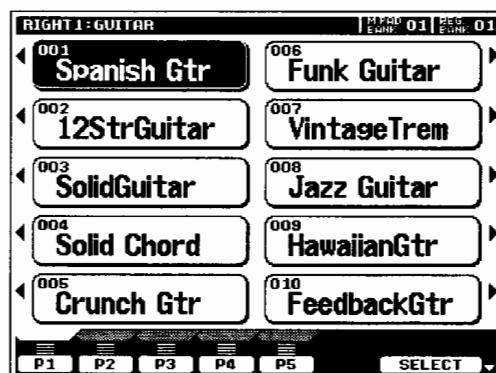 RIGHT1:GUITAR
M.PAD BANK 01 REG. BANK 01
001 Spanish Gtr
006 Funk Guitar
002 12StrGuitar
007 VintageTrem
003 SolidGuitar
008 Jazz Guitar
004 Solid Chord
009 HawaiianGtr
005 Crunch Gtr
010 FeedbackGtr
P1 P2 P3 P4 P5 SELECT